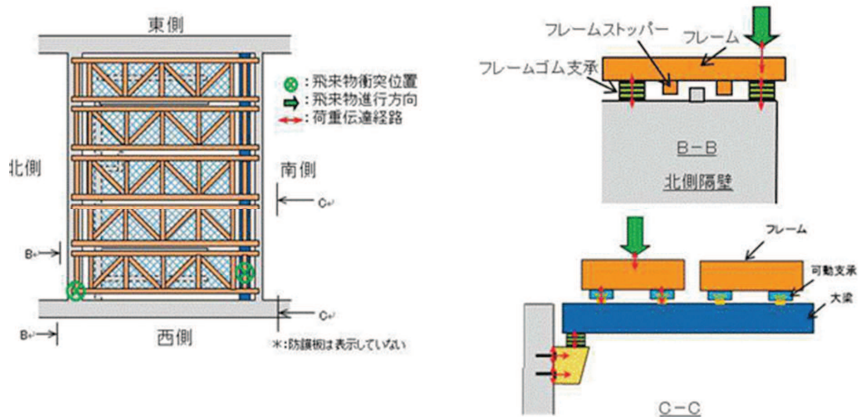 東側
北側
南側
西側
:飛来物衝突位置
:飛来物進行方向
:荷重伝達経路
B
B
C
C
*:防護板は表示していない
フレームストッパー
フレーム
フレームゴム支承
B-B
北側隔壁
フレーム
可動支承
大梁
C-C